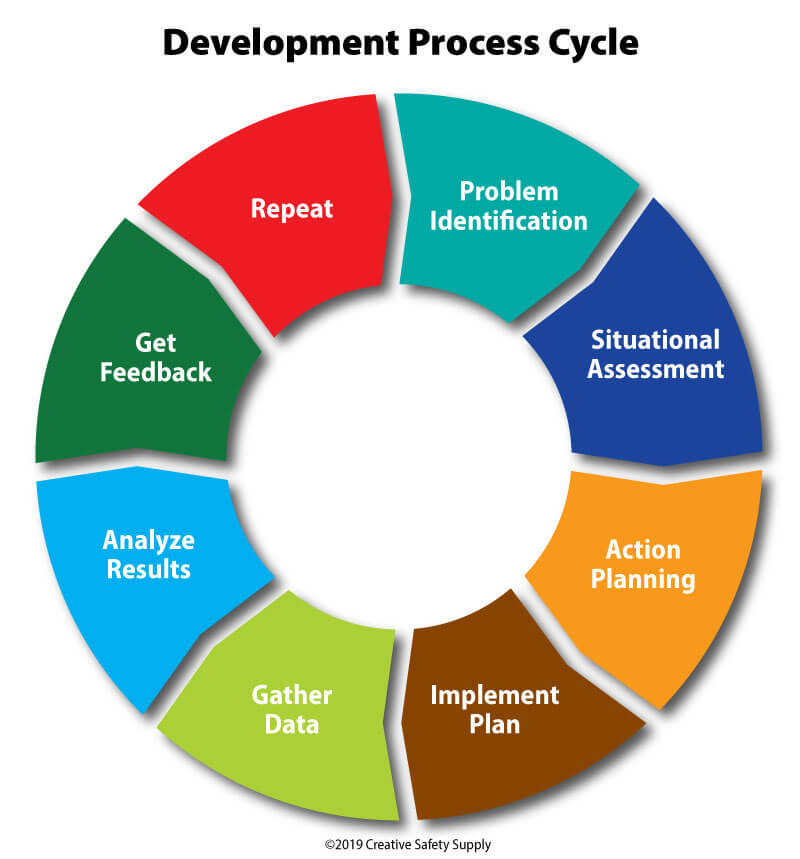 Development Process Cycle
Problem
Identification
Situational
Assessment
Action
Planning
Implement
Plan
Gather
Data
Analyze
Results
Get
Feedback
Repeat
©2019 Creative Safety Supply